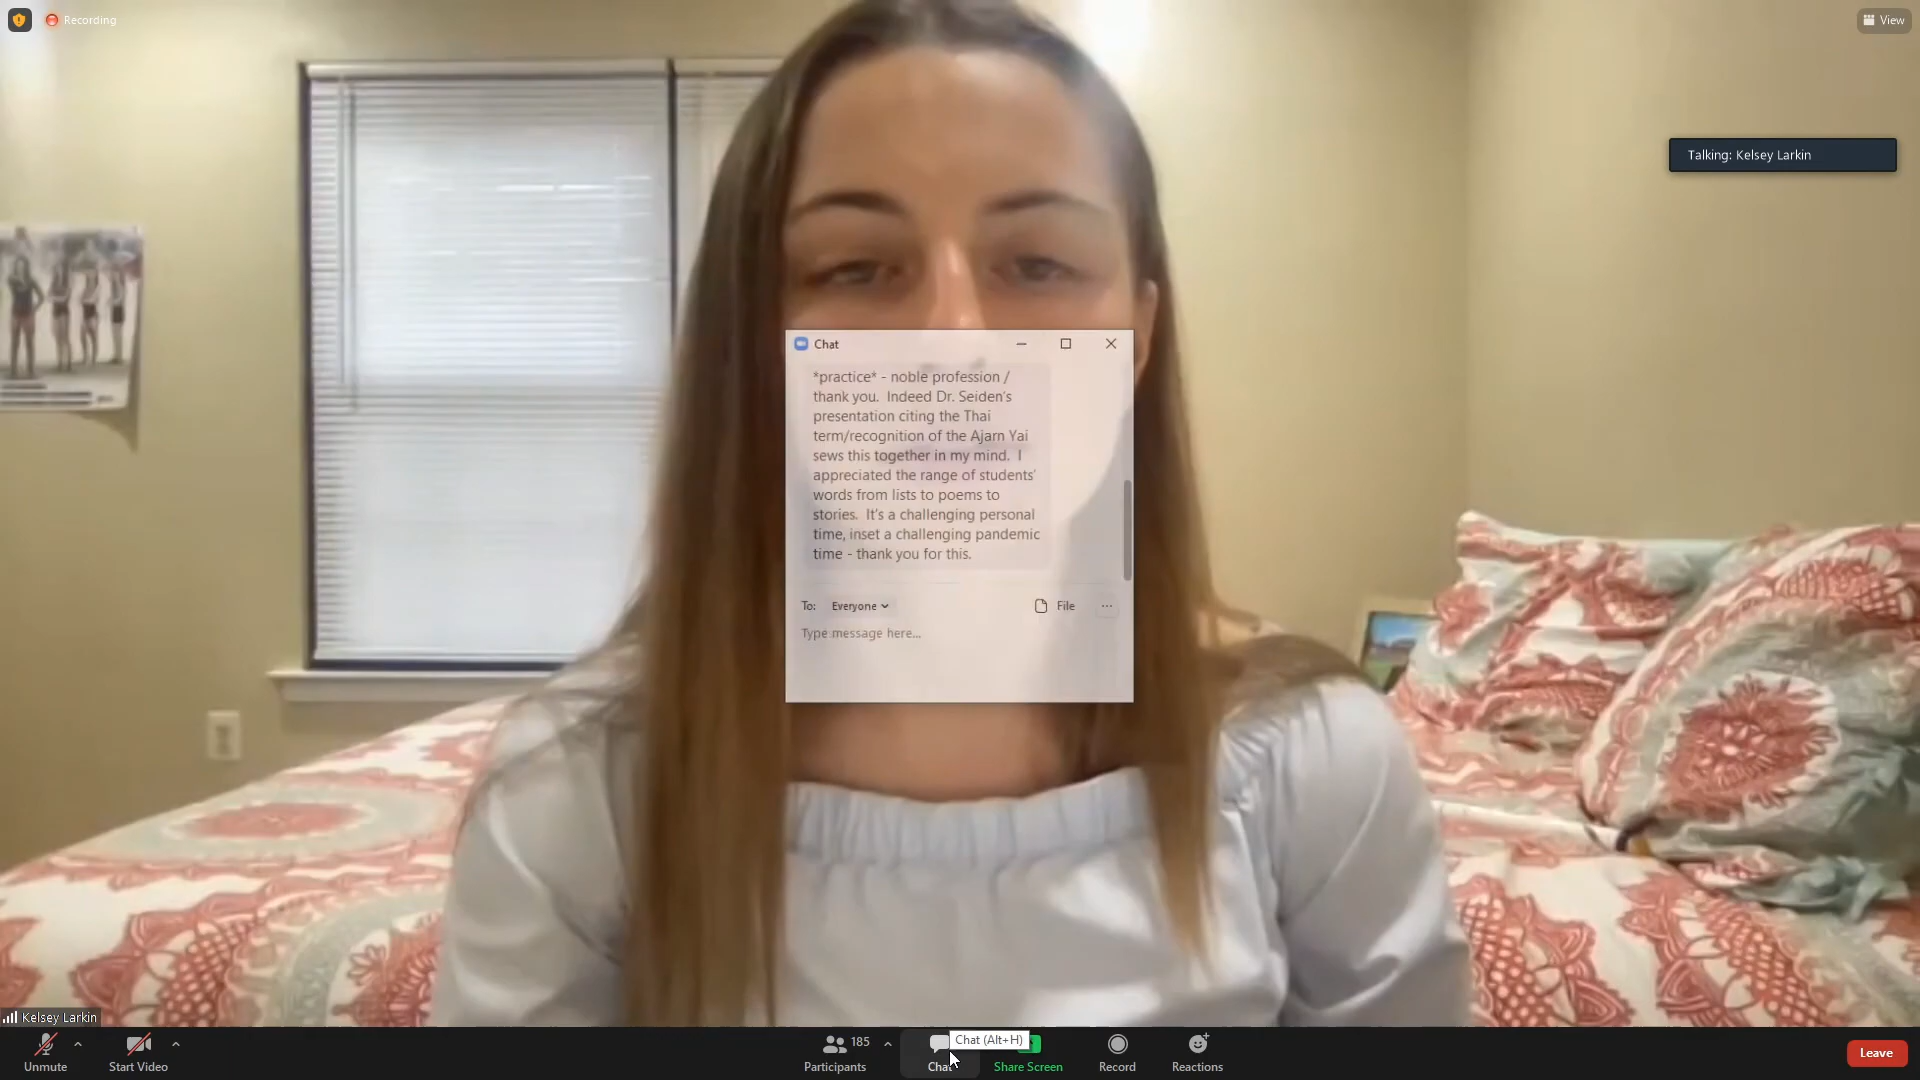 Recording
View
Talking: Kelsey Larkin
Chat
*practice* - noble profession /
thank you.  Indeed Dr. Seiden's
presentation citing the Thai
term/recognition of the Ajarn Yai
sews this together in my mind.  I
appreciated the range of students'
words from lists to poems to
stories.  It's a challenging personal
time, inset a challenging pandemic
time - thank you for this.
To: Everyone
File
Type message here...
Kelsey Larkin
Unmute
Start Video
185
Participants
Chat
Chat (Alt+H)
Share Screen
Record
Reactions
Leave